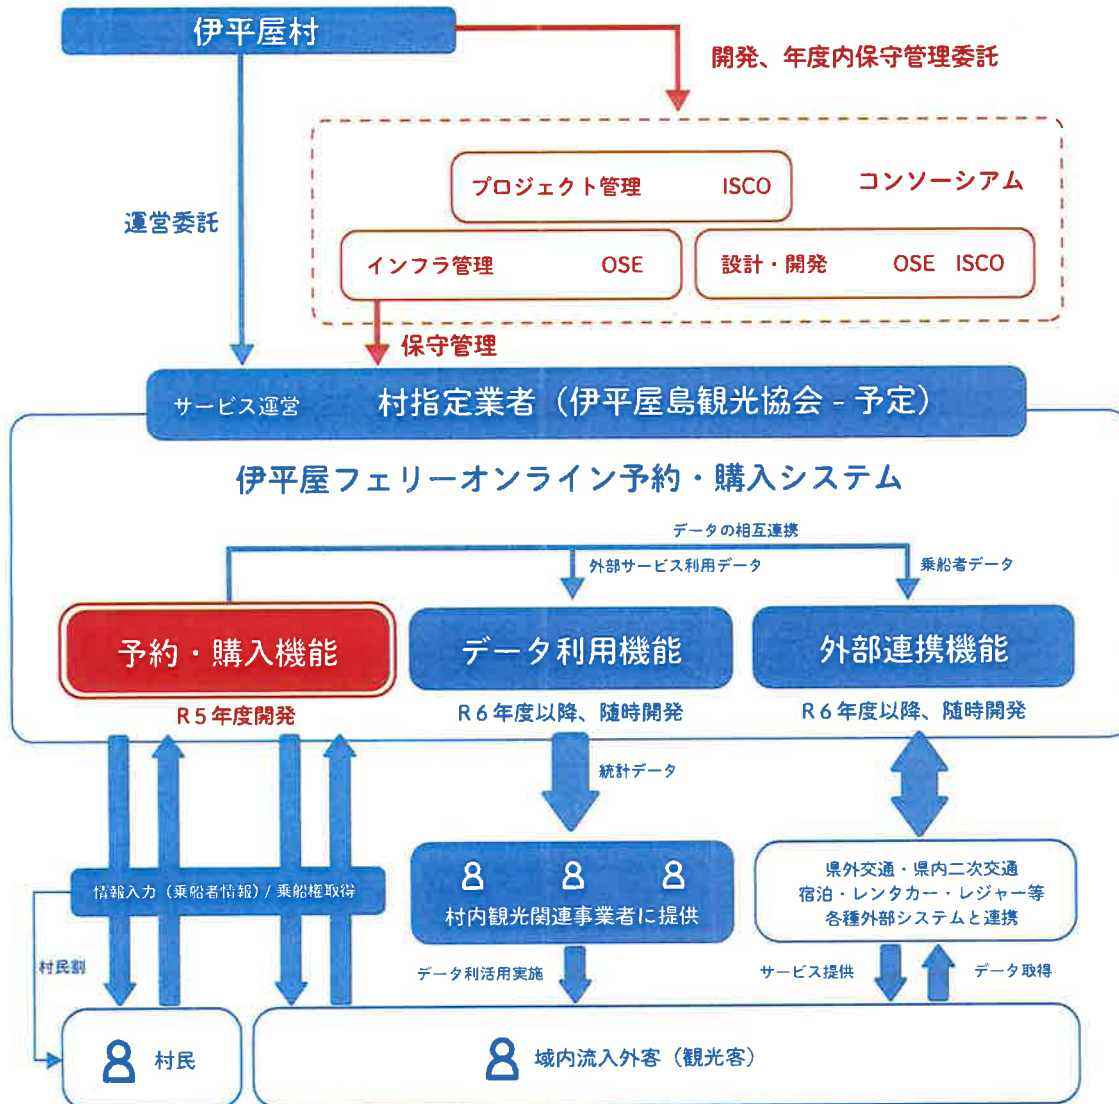 伊平屋村
開発、年度内保守管理委託
プロジェクト管理 ISCO
コンソーシアム
運営委託
インフラ管理 OSE
設計・開発 OSE ISCO
保守管理
サービス運営 村指定業者（伊平屋島観光協会 - 予定）
伊平屋フェリーオンライン予約・購入システム
データの相互連携
外部サービス利用データ
乗船者データ
予約・購入機能
データ利用機能
外部連携機能
R５年度開発
R６年度以降、随時開発
R６年度以降、随時開発
統計データ
県外交通・県内二次交通
宿泊・レンタカー・レジャー等
各種外部システムと連携
情報入力（乗船者情報）/ 乗船権取得
村内観光関連事業者に提供
村民割
データ利活用実施
サービス提供
データ取得
村民
域内流入外客（観光客）